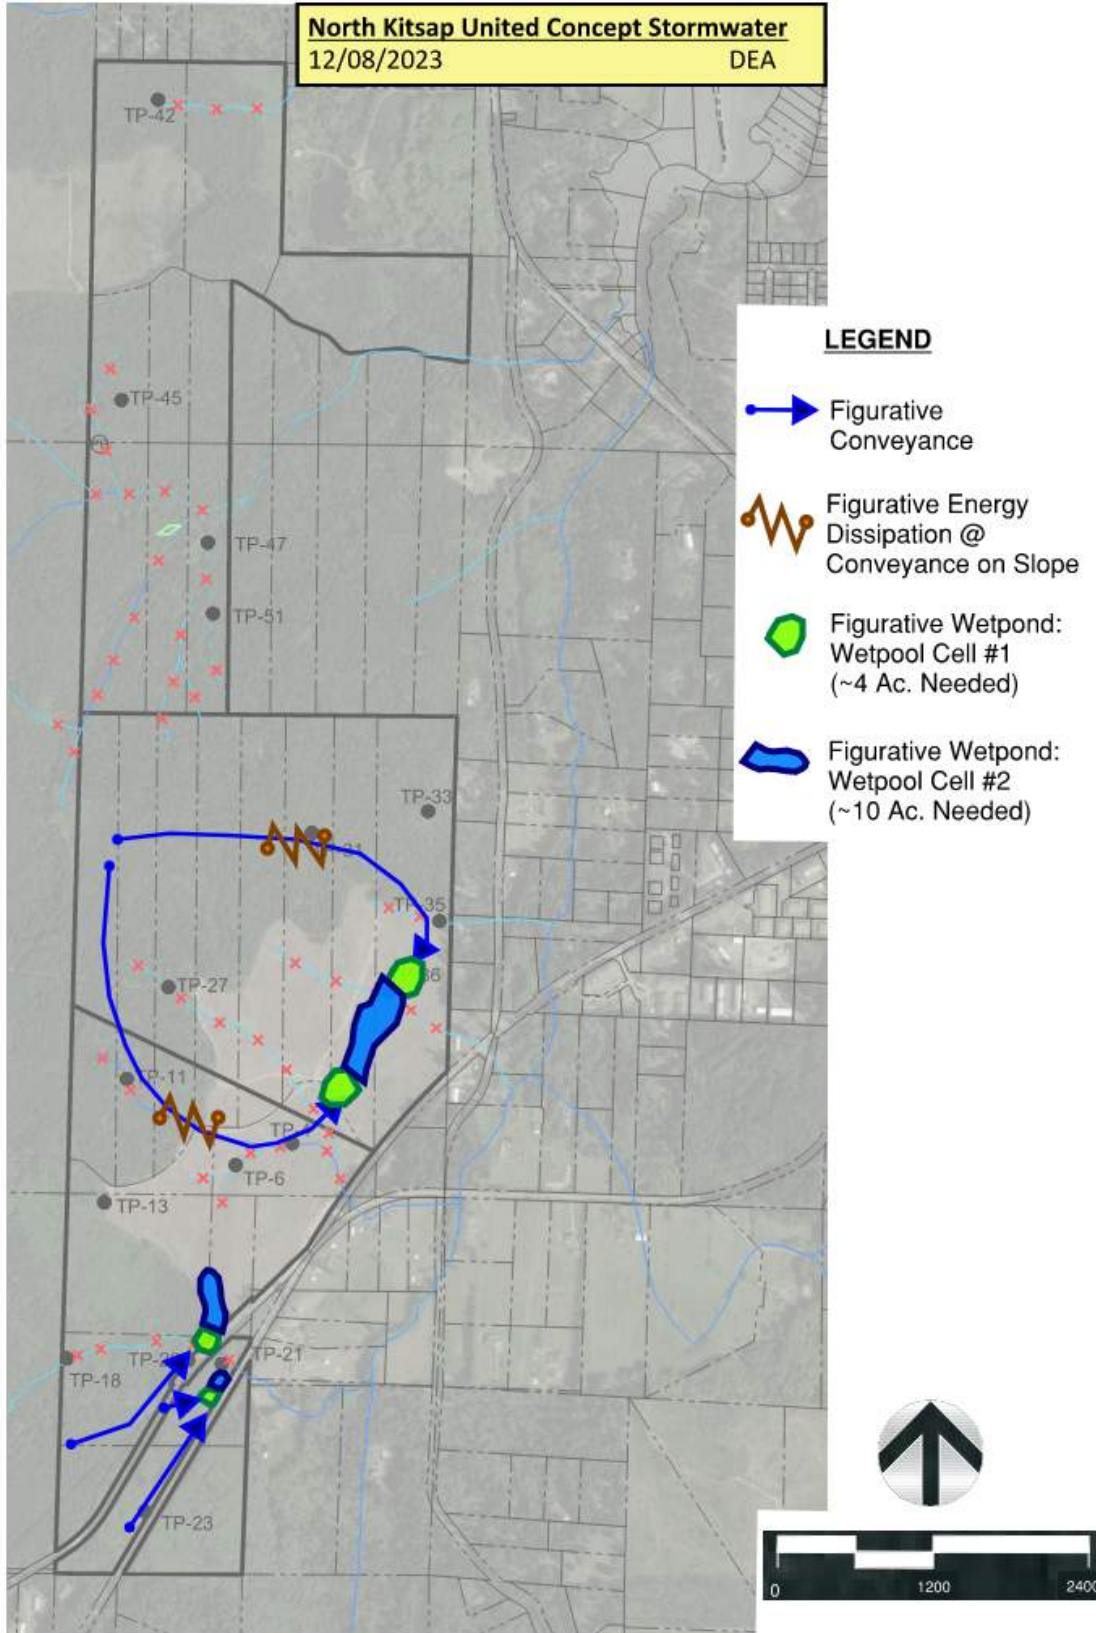 North Kitsap United Concept Stormwater
12/08/2023 DEA
TP-42
LEGEND
Figurative
Conveyance
Figurative Energy
Dissipation @
Conveyance on Slope
Figurative Wetpond:
Wetpool Cell #1
(~4 Ac. Needed)
Figurative Wetpond:
Wetpool Cell #2
(~10 Ac. Needed)
TP-45
TP-47
TP-51
TP-33
TP-35
TP-27
TP-11
TP-6
TP-13
TP-21
TP-18
TP-23
0 1200 2400